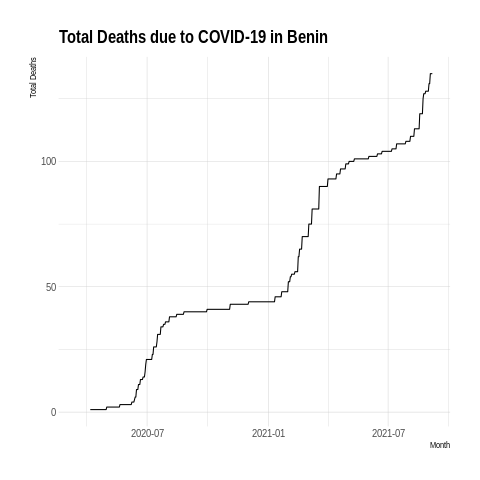 Total Deaths due to COVID-19 in Benin
Total Deaths
100
50
0
2020-07
2021-01
2021-07
Month